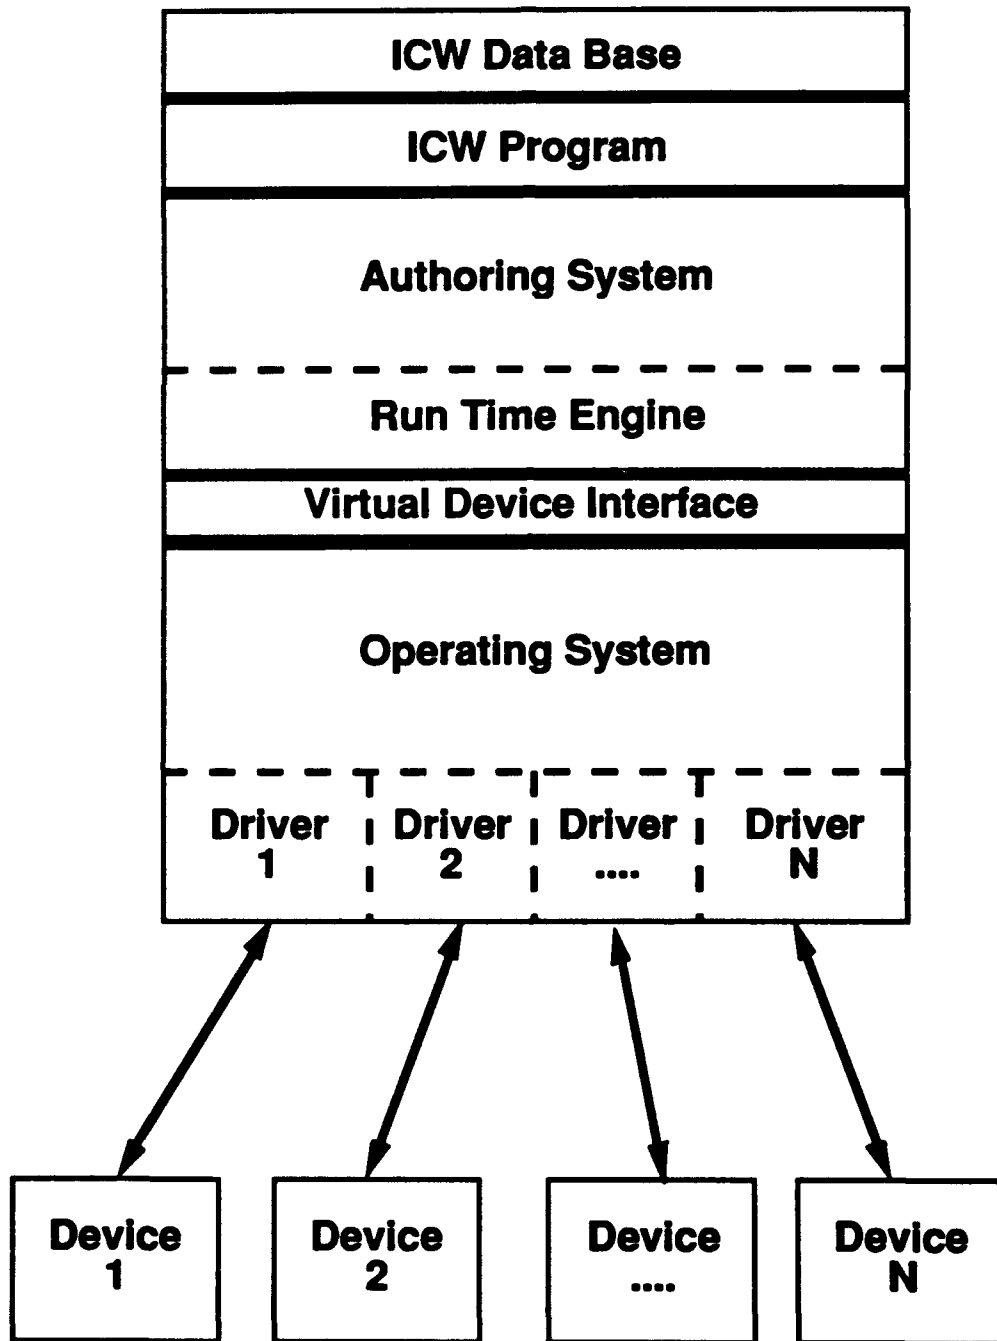 ICW Data Base
ICW Program
Authoring System
Run Time Engine
Virtual Device Interface
Operating System
Driver 1
Driver 2
Driver ....
Driver N
Device 1
Device 2
Device ....
Device N